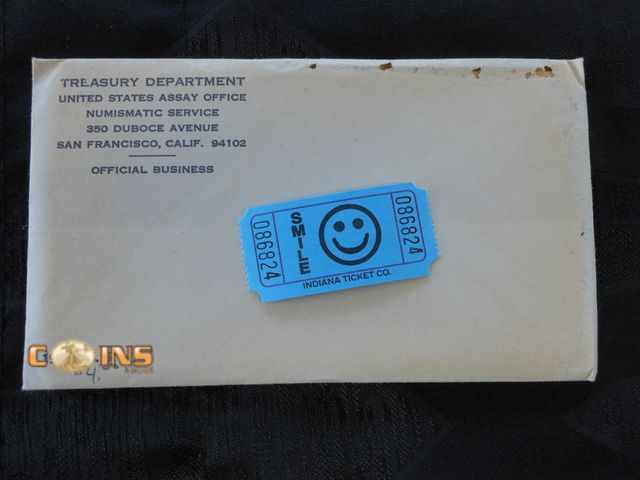 TREASURY DEPARTMENT
UNITED STATES ASSAY OFFICE
NUMISMATIC SERVICE
350 DUBOCE AVENUE
SAN FRANCISCO, CALIF. 94102
OFFICIAL BUSINESS
086824
SMILE
086824
INDIANA TICKET CO.
COINS